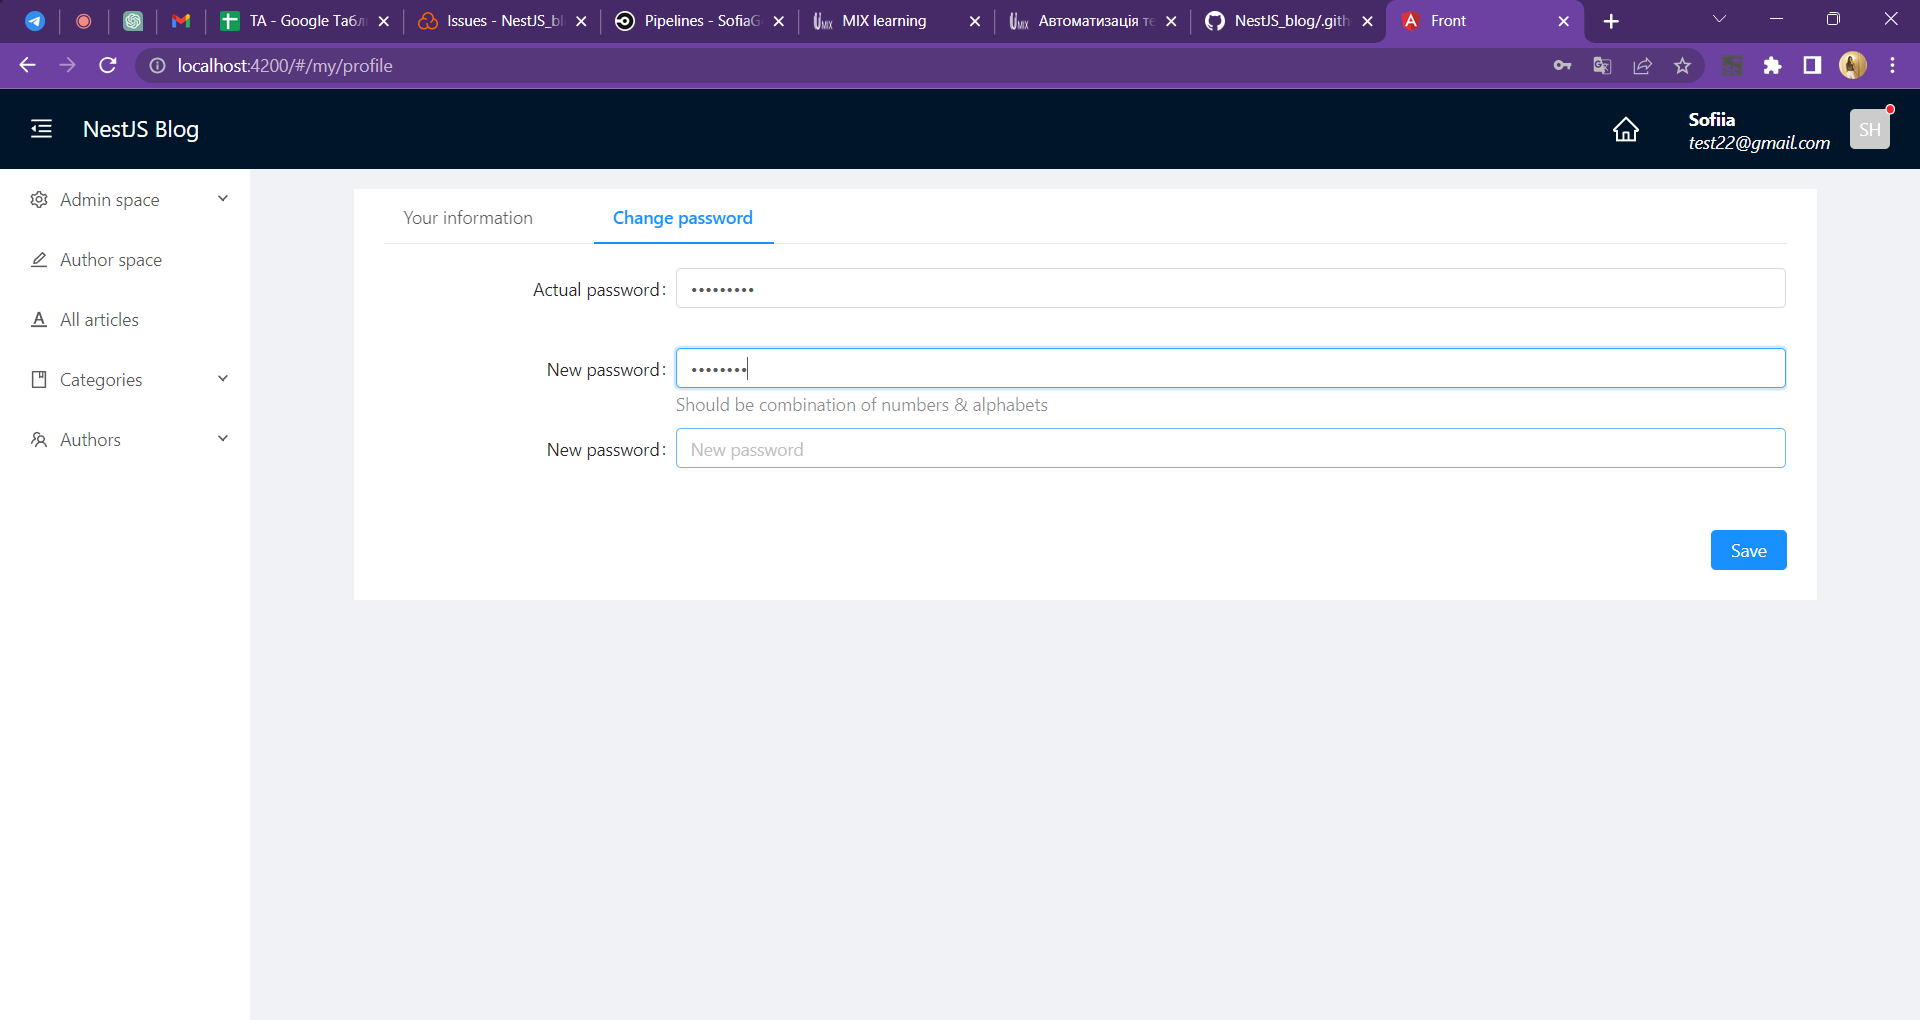 TA - Google Табл
Issues - NestJS_bl
Pipelines - SofiaG
MIX learning
Автоматизація те
NestJS_blog/.gith
Front
localhost:4200/#/my/profile
NestJS Blog
Sofiia
test22@gmail.com
SH
Admin space
Author space
All articles
Categories
Authors
Your information
Change password
Actual password:
•••••••••
New password:
••••••••
Should be combination of numbers & alphabets
New password:
New password
Save